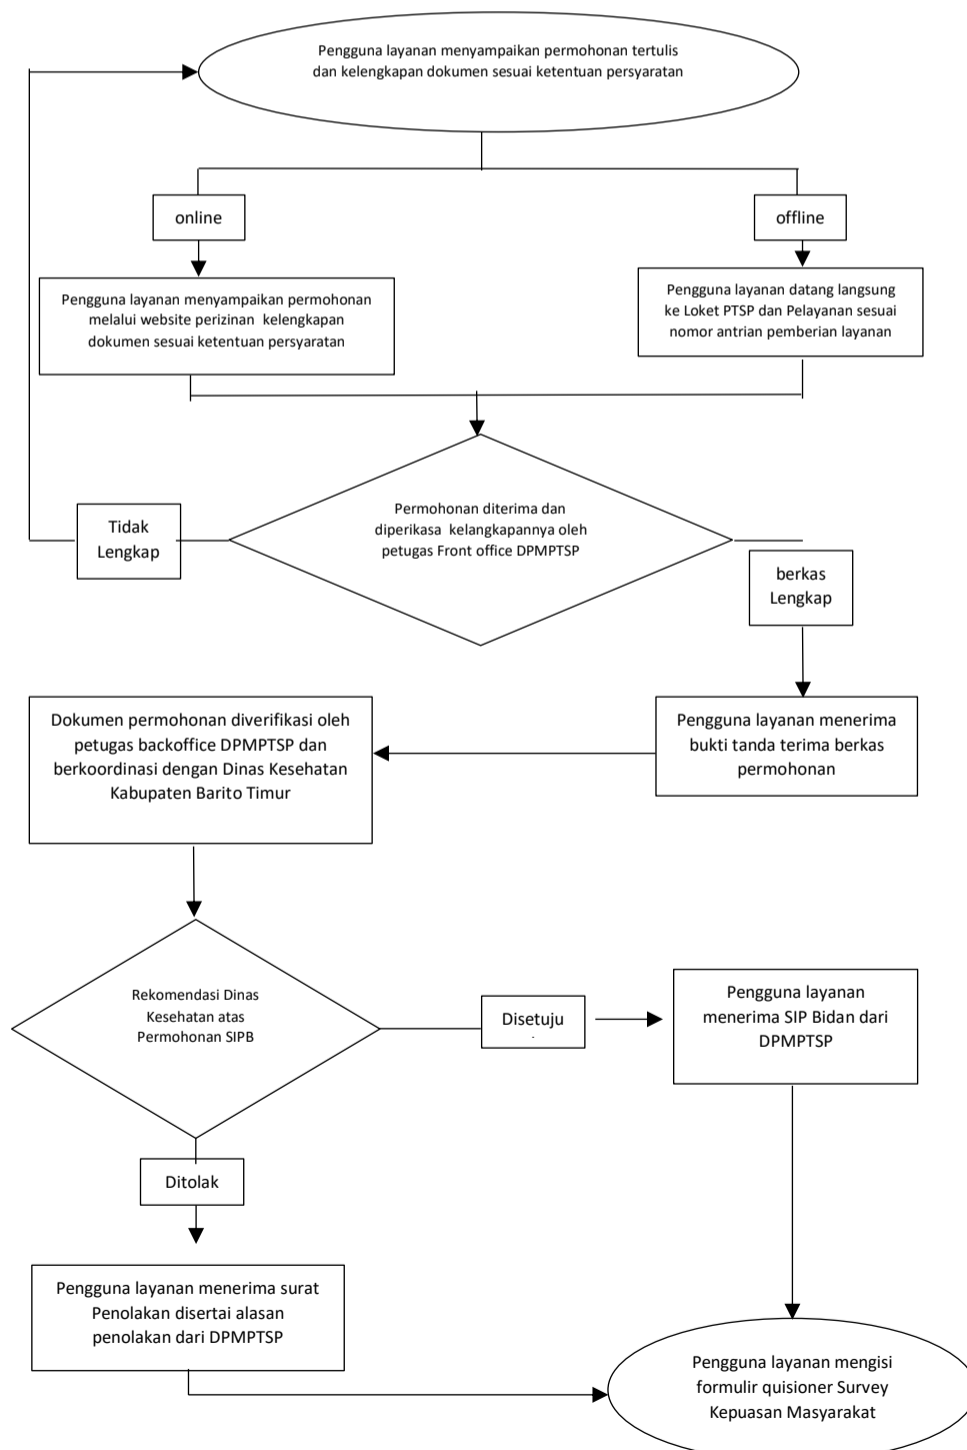 Pengguna layanan menyampaikan permohonan tertulis
dan kelengkapan dokumen sesuai ketentuan persyaratan
online
offline
Pengguna layanan menyampaikan permohonan
melalui website perizinan kelengkapan
dokumen sesuai ketentuan persyaratan
Pengguna layanan datang langsung
ke Loket PTSP dan Pelayanan sesuai
nomor antrian pemberian layanan
Permohonan diterima dan
diperikasa kelangkapannya oleh
petugas Front office DPMPTSP
Tidak
Lengkap
berkas
Lengkap
Dokumen permohonan diverifikasi oleh
petugas backoffice DPMPTSP dan
berkoordinasi dengan Dinas Kesehatan
Kabupaten Barito Timur
Pengguna layanan menerima
bukti tanda terima berkas
permohonan
Rekomendasi Dinas
Kesehatan atas
Permohonan SIPB
Disetuju
Pengguna layanan
menerima SIP Bidan dari
DPMPTSP
Ditolak
Pengguna layanan menerima surat
Penolakan disertai alasan
penolakan dari DPMPTSP
Pengguna layanan mengisi
formulir quisioner Survey
Kepuasan Masyarakat